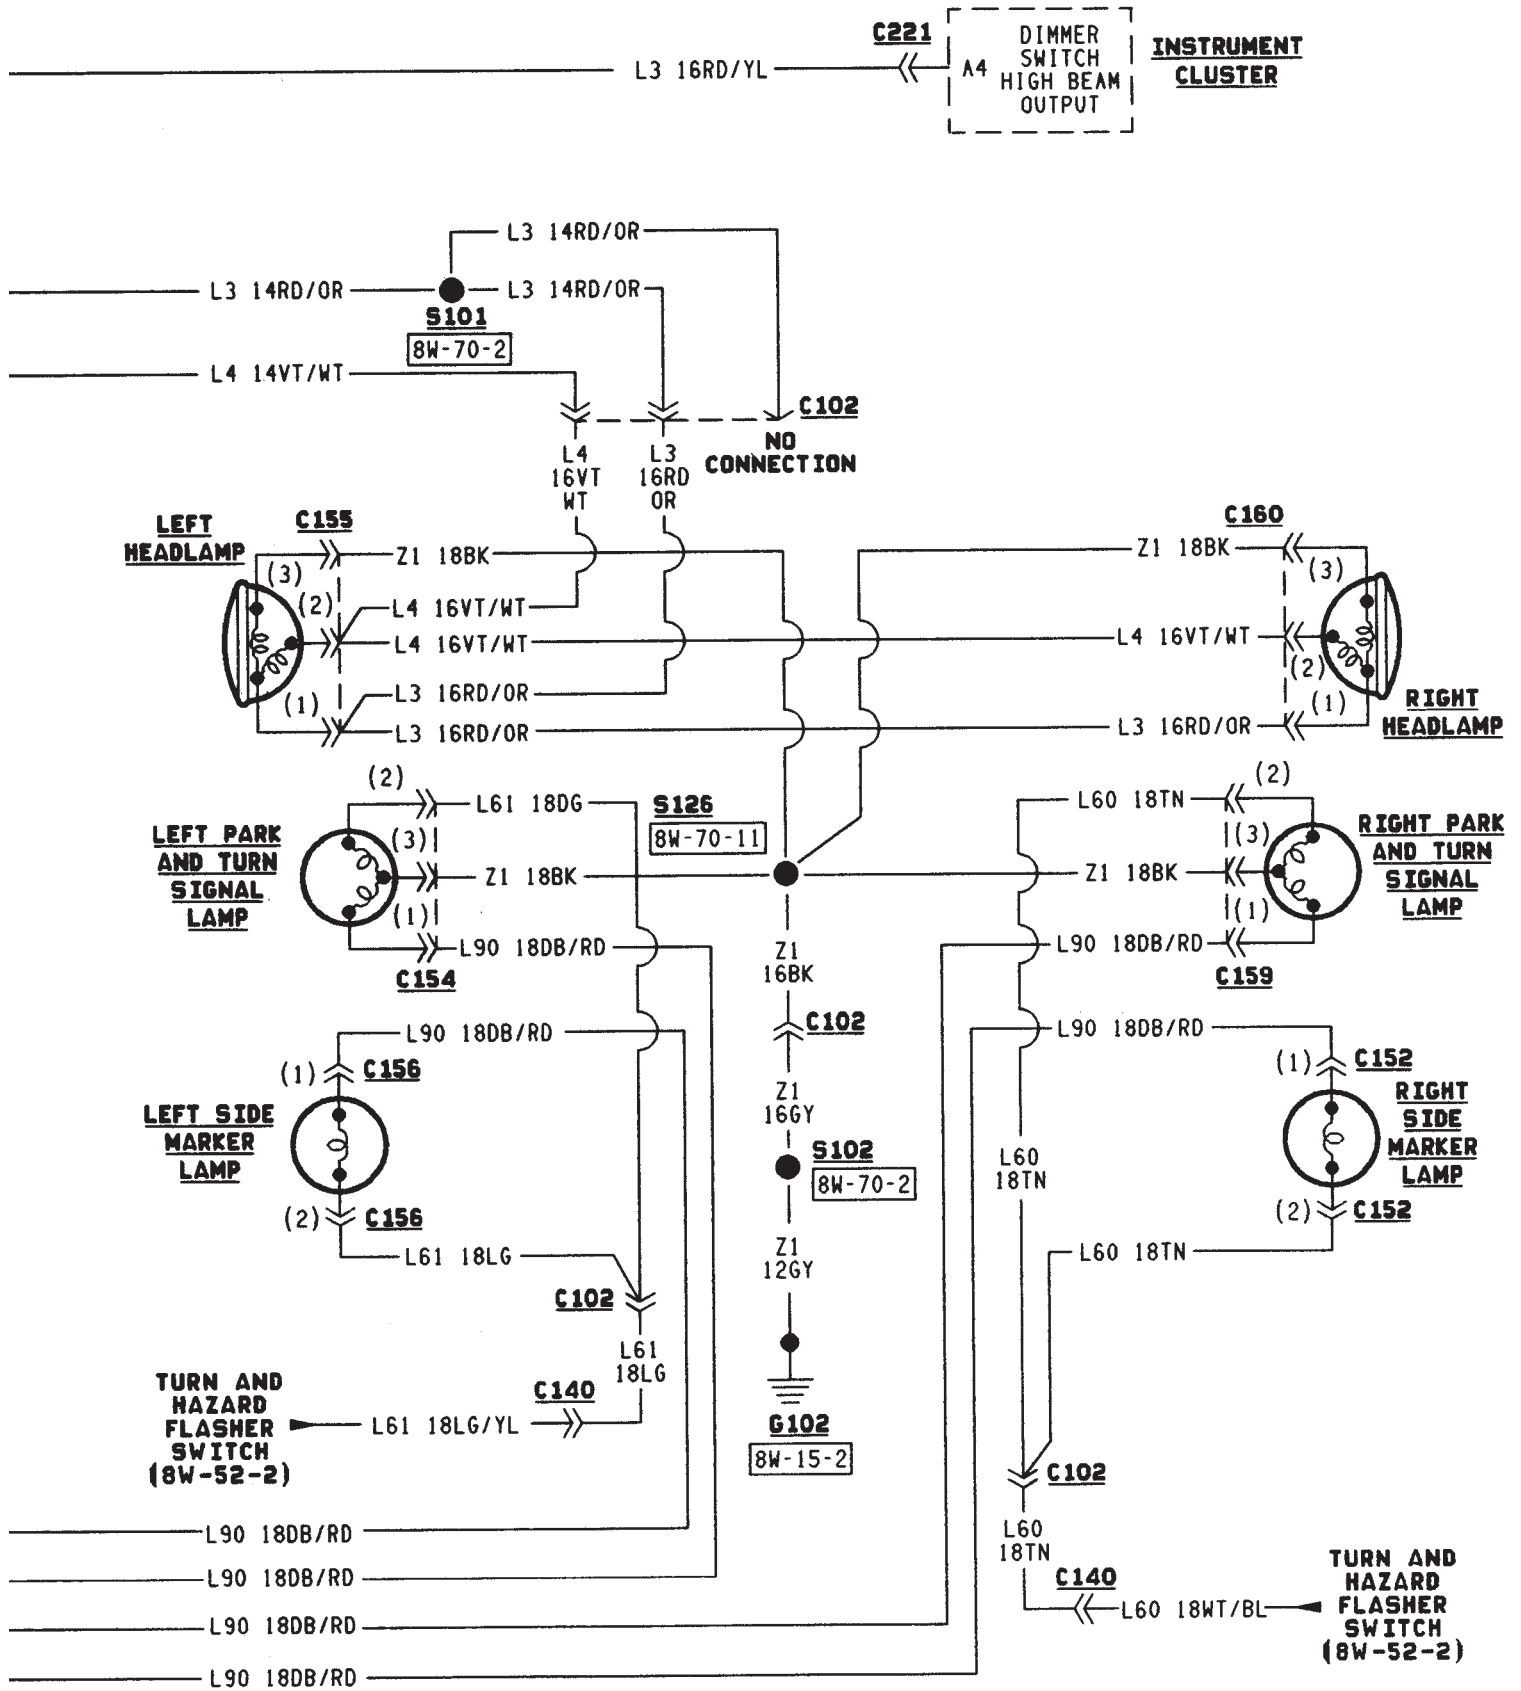 C221
A4
DIMMER
SWITCH
HIGH BEAM
OUTPUT
INSTRUMENT
CLUSTER
L3 16RD/YL
L3 14RD/OR
L3 14RD/OR
L3 14RD/OR
S101
8W-70-2
L4 14VT/WT
C102
NO
CONNECTION
L4
16VT
WT
L3
16RD
OR
LEFT
HEADLAMP
C155
(3)
(2)
(1)
Z1 18BK
L4 16VT/WT
L4 16VT/WT
L3 16RD/OR
L3 16RD/OR
C160
Z1 18BK
(3)
L4 16VT/WT
(2)
(1)
L3 16RD/OR
RIGHT
HEADLAMP
(2)
L61 18DG
LEFT PARK
AND TURN
SIGNAL
LAMP
(3)
Z1 18BK
(1)
L90 18DB/RD
C154
S126
8W-70-11
(2)
L60 18TN
(3)
Z1 18BK
(1)
L90 18DB/RD
C159
RIGHT PARK
AND TURN
SIGNAL
LAMP
Z1
16BK
C102
Z1
16GY
S102
8W-70-2
Z1
12GY
G102
8W-15-2
L90 18DB/RD
(1)
C156
LEFT SIDE
MARKER
LAMP
(2)
C156
L61 18LG
C102
L61
18LG
C140
L61 18LG/YL
TURN AND
HAZARD
FLASHER
SWITCH
(8W-52-2)
L90 18DB/RD
(1)
C152
RIGHT
SIDE
MARKER
LAMP
(2)
C152
L60
18TN
L60 18TN
C102
L60
18TN
C140
L60 18WT/BL
TURN AND
HAZARD
FLASHER
SWITCH
(8W-52-2)
L90 18DB/RD
L90 18DB/RD
L90 18DB/RD
L90 18DB/RD